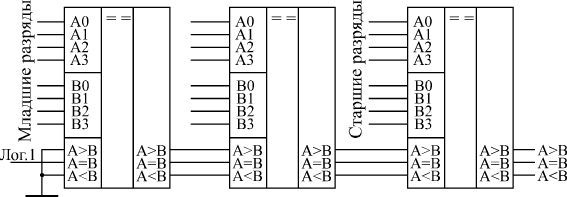 Младшие разряды
A0
A1
A2
A3
B0
B1
B2
B3
Лог.1
A>B
A=B
A<B
= =
A>B
A=B
A<B
A0
A1
A2
A3
B0
B1
B2
B3
A>B
A=B
A<B
= =
A>B
A=B
A<B
Старшие разряды
A0
A1
A2
A3
B0
B1
B2
B3
A>B
A=B
A<B
= =
A>B
A=B
A<B
A>B
A=B
A<B